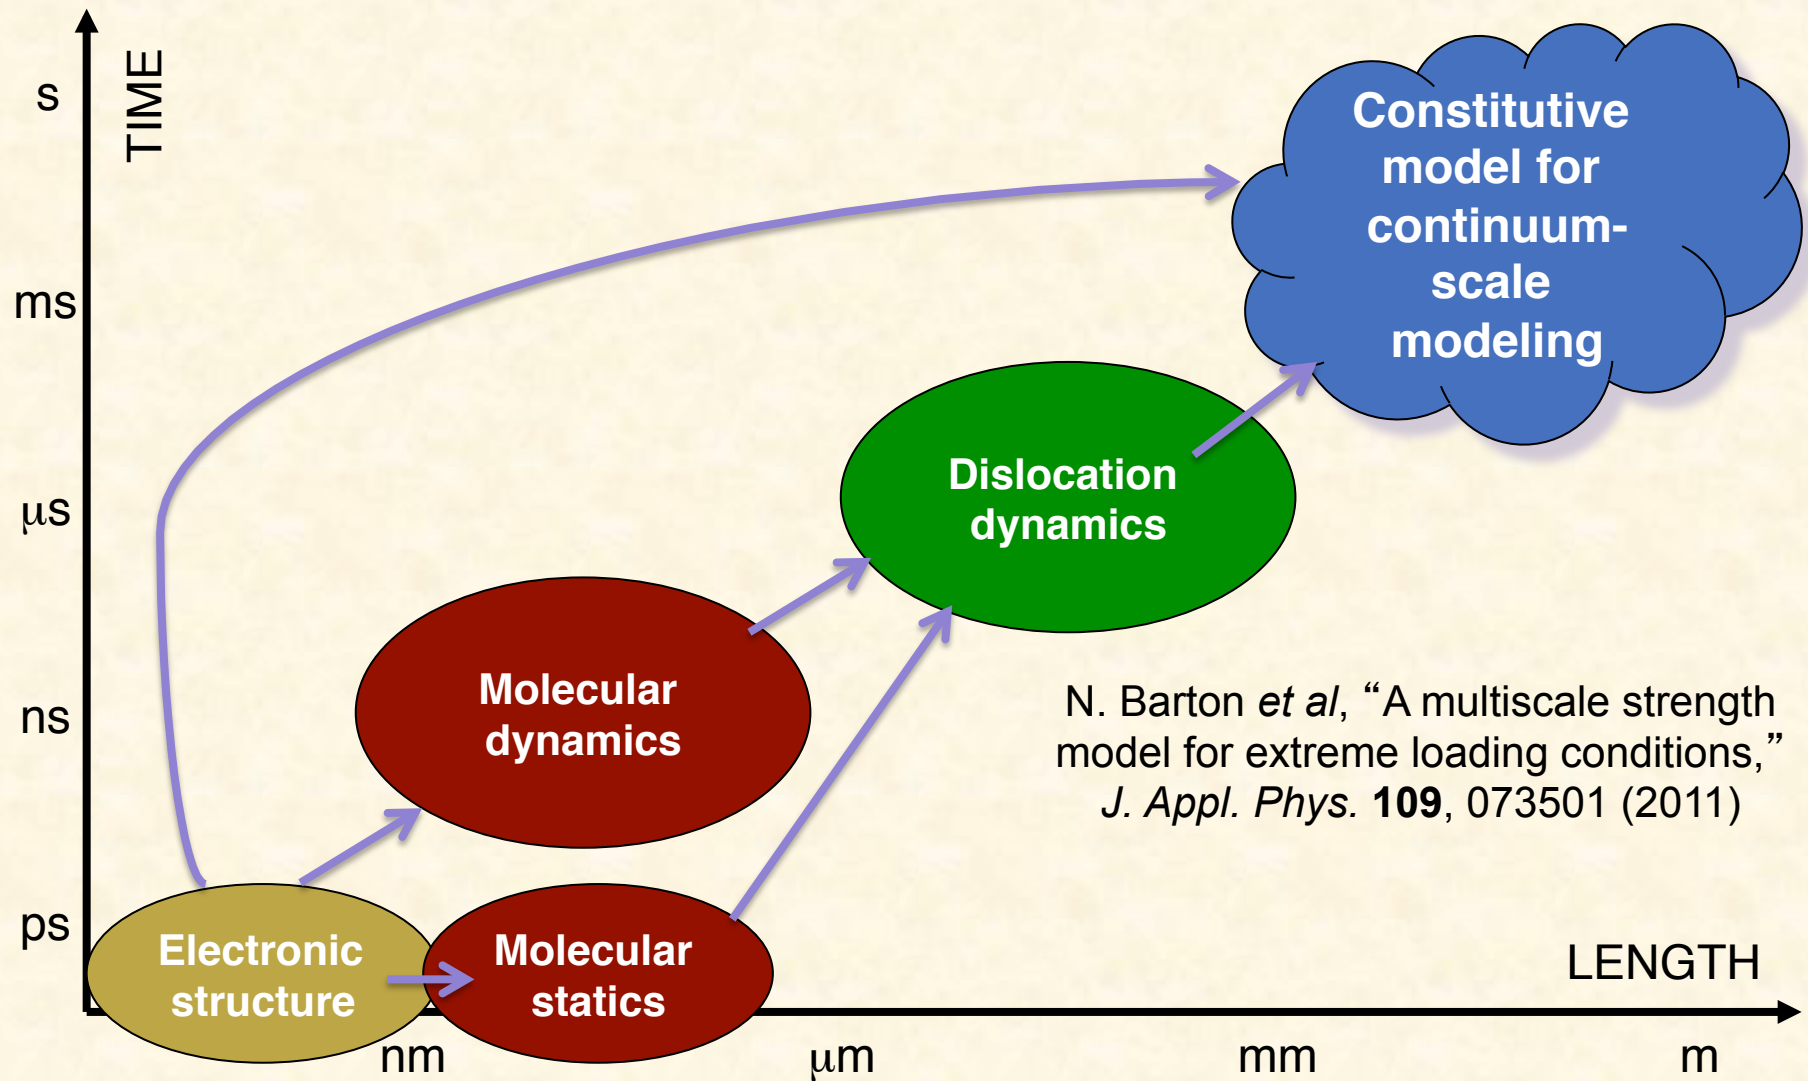 TIME
s
ms
μs
ns
ps
Constitutive
model for
continuum-
scale
modeling
Dislocation
dynamics
Molecular
dynamics
N. Barton et al, “A multiscale strength
model for extreme loading conditions,”
J. Appl. Phys. 109, 073501 (2011)
Electronic
structure
Molecular
statics
LENGTH
nm
μm
mm
m